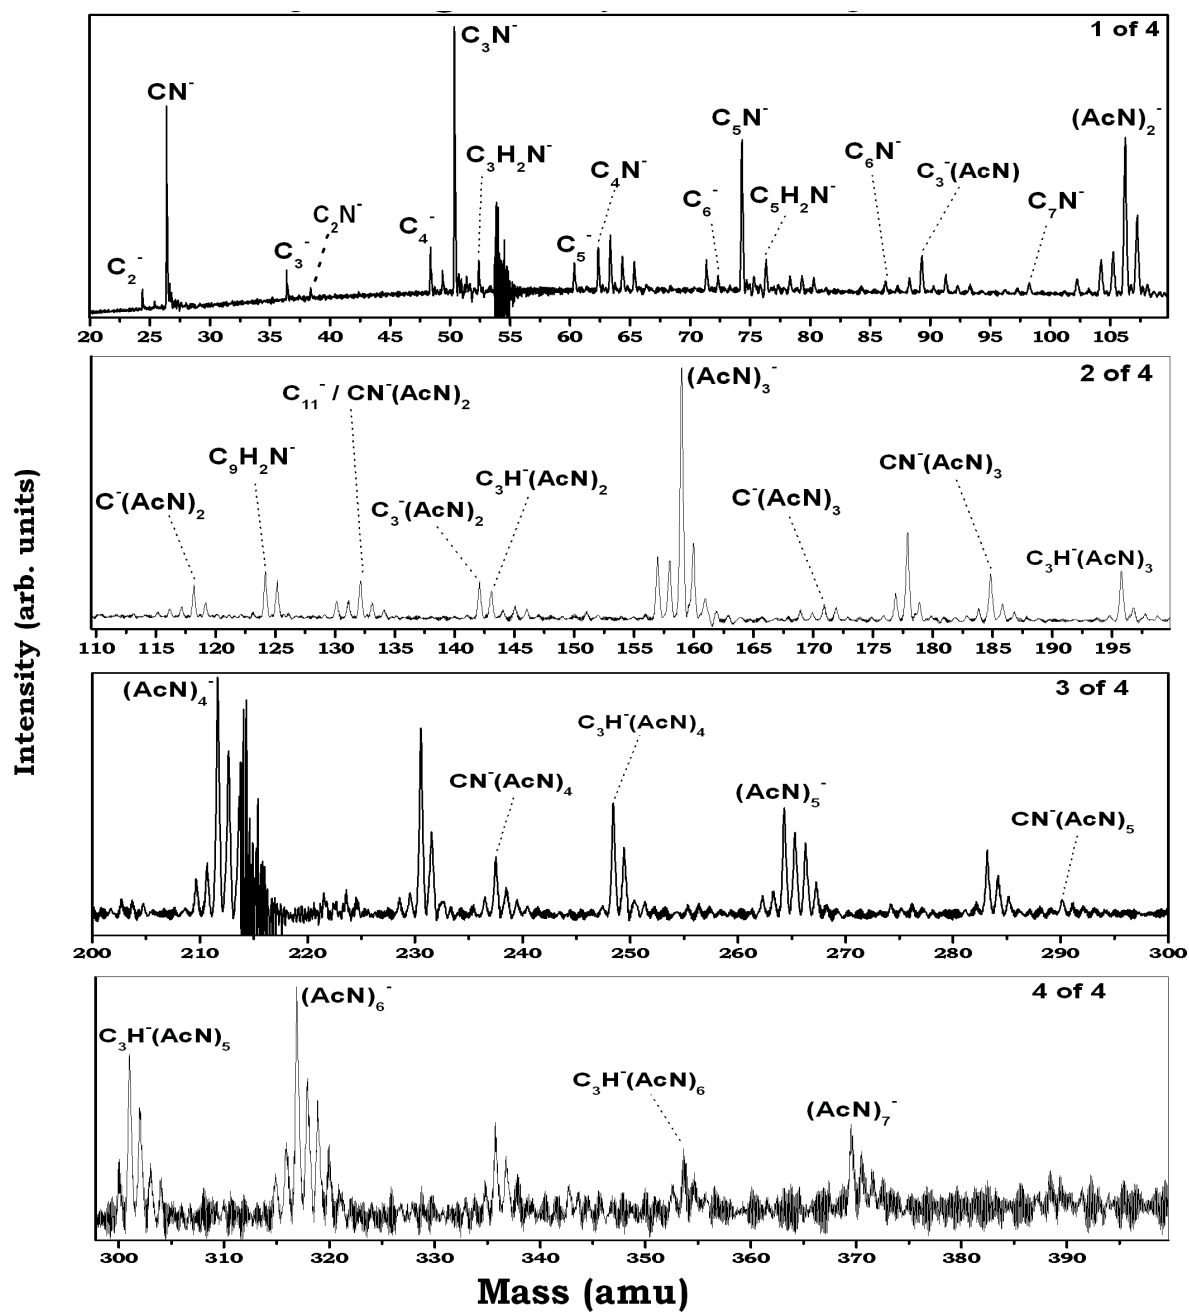 1 of 4
C₃N⁻
CN⁻
C₅N⁻
(AcN)₂⁻
C₃H₂N⁻
C₄N⁻
C₆N⁻
C₃⁻(AcN)
C₂N⁻
C₆⁻
C₅H₂N⁻
C₇N⁻
C₄⁻
C₃⁻
C₅⁻
C₂⁻
20 25 30 35 40 45 50 55 60 65 70 75 80 85 90 95 100 105
(AcN)₃⁻
2 of 4
C₁₁⁻ / CN⁻(AcN)₂
C₉H₂N⁻
CN⁻(AcN)₃
C₃H⁻(AcN)₂
C⁻(AcN)₂
C₃⁻(AcN)₂
C⁻(AcN)₃
C₃H⁻(AcN)₃
110 115 120 125 130 135 140 145 150 155 160 165 170 175 180 185 190 195
Intensity (arb. units)
(AcN)₄⁻
3 of 4
C₃H⁻(AcN)₄
CN⁻(AcN)₄
(AcN)₅⁻
CN⁻(AcN)₅
200 210 220 230 240 250 260 270 280 290 300
(AcN)₆⁻
4 of 4
C₃H⁻(AcN)₅
C₃H⁻(AcN)₆
(AcN)₇⁻
300 310 320 330 340 350 360 370 380 390
Mass (amu)